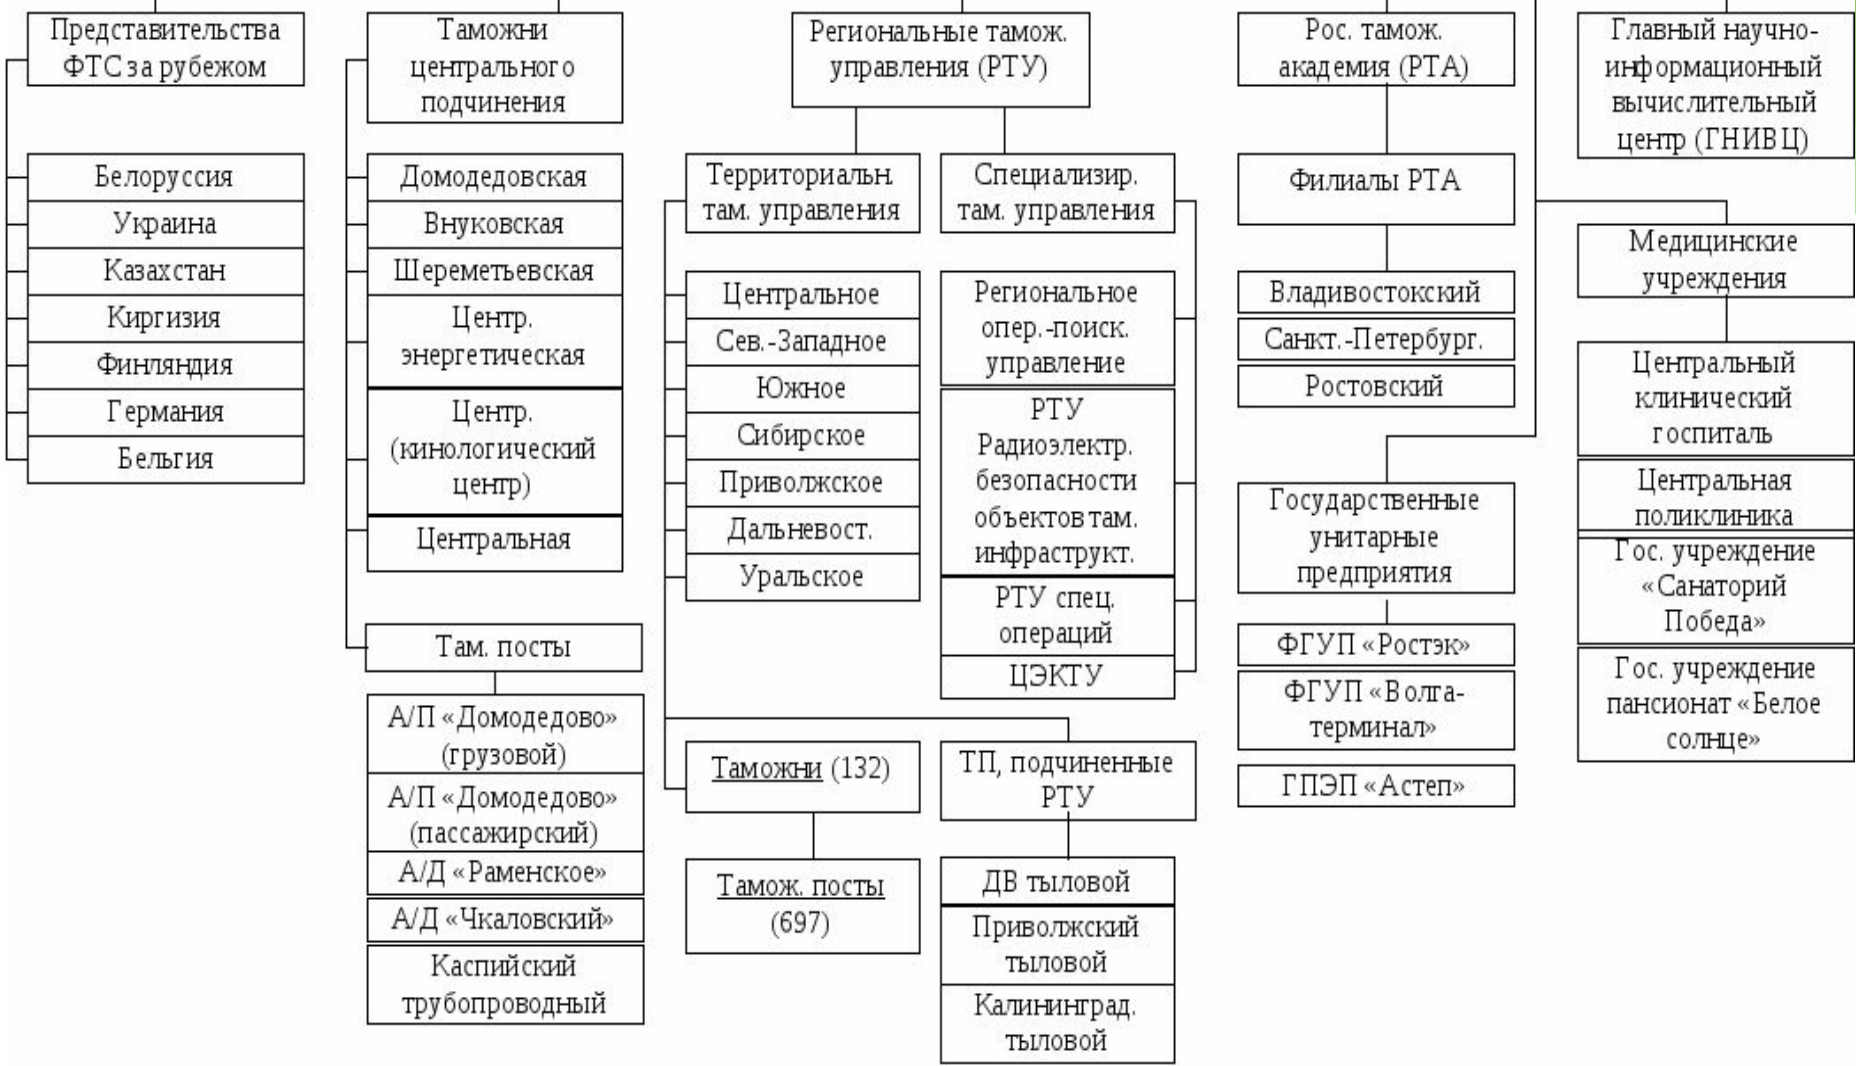 Представительства
ФТС за рубежом
Белоруссия
Украина
Казахстан
Киргизия
Финляндия
Германия
Бельгия
Таможни
центрального
подчинения
Домодедовская
Внуковская
Шереметьевская
Центр.
энергетическая
Центр.
(кинологический
центр)
Центральная
Там. посты
А/П «Домодедово»
(грузовой)
А/П «Домодедово»
(пассажирский)
А/Д «Раменское»
А/Д «Чкаловский»
Каспийский
трубопроводный
Региональные тамож.
управления (РТУ)
Территориальн.
там. управления
Центральное
Сев.-Западное
Южное
Сибирское
Приволжское
Дальневост.
Уральское
Таможни (132)
Тамож. посты
(697)
Специализир.
там. управления
Региональное
опер.-поиск.
управление
РТУ
Радиоэлектр.
безопасности
объектов там.
инфраструкт.
РТУ спец.
операций
ЦЭКТУ
ТП, подчиненные
РТУ
ДВ тыловой
Приволжский
тыловой
Калининград.
тыловой
Рос. тамож.
академия (РТА)
Филиалы РТА
Владивостокский
Санкт.-Петербург.
Ростовский
Государственные
унитарные
предприятия
ФГУП «Ростэк»
ФГУП «Волга-
терминал»
ГПЭП «Астеп»
Главный научно-
информационный
вычислительный
центр (ГНИВЦ)
Медицинские
учреждения
Центральный
клинический
госпиталь
Центральная
поликлиника
Гос. учреждение
«Санаторий
Победа»
Гос. учреждение
пансионат «Белое
солнце»